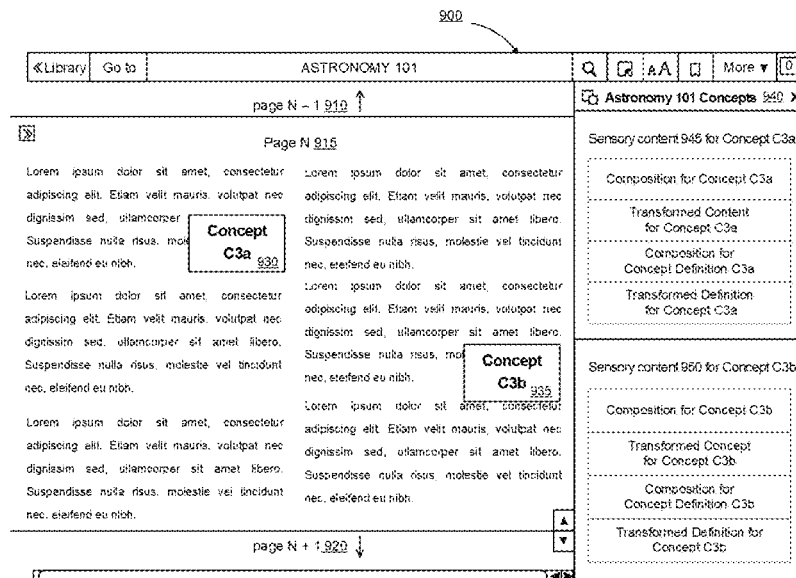 900
≪Library Go to ASTRONOMY 101 AA More ▼
page N – 1 910 ↑
Astronomy 101 Concepts 940 X
Page N 915
Lorem ipsum dolor sit amet, consectetur
adipiscing elit. Etiam velit mauris, volutpat nec
dignissim sed, ullamcorper
Suspendisse nulla risus,
nec, eleifend eu nibh.
Concept
C3a 930
Lorem ipsum dolor sit amet, consectetur
adipiscing elit. Etiam velit mauris, volutpat nec
dignissim sed, ullamcorper sit amet libero.
Suspendisse nulla risus, molestie vel tincidunt
nec, eleifend eu nibh.
Lorem ipsum dolor sit amet, consectetur
adipiscing elit. Etiam velit mauris, volutpat nec
dignissim sed, ullamcorper sit amet libero.
Suspendisse nulla risus, molestie vel tincidunt
nec, eleifend eu nibh.
Lorem ipsum dolor sit amet, consectetur
adipiscing elit. Etiam velit mauris, volutpat nec
dignissim sed, ullamcorper sit amet libero.
Suspendisse nulla risus, molestie vel tincidunt
nec, eleifend eu nibh.
Lorem ipsum dolor sit amet, consectetur
adipiscing elit. Etiam velit mauris, volutpat nec
dignissim sed, ullamcorper sit amet libero.
Suspendisse nulla risus,
nec, eleifend eu nibh.
Concept
C3b 935
Lorem ipsum dolor sit amet, consectetur
adipiscing elit. Etiam velit mauris, volutpat nec
dignissim sed, ullamcorper sit amet libero.
Suspendisse nulla risus, molestie vel tincidunt
nec, eleifend eu nibh.
page N + 1 920 ↓
Sensory content 945 for Concept C3a
Composition for Concept C3a
Transformed Content
for Concept C3a
Composition for
Concept Definition C3a
Transformed Definition
for Concept C3a
Sensory content 950 for Concept C3b
Composition for Concept C3b
Transformed Concept
for Concept C3b
Composition for
Concept Definition C3b
Transformed Definition for
Concept C3b